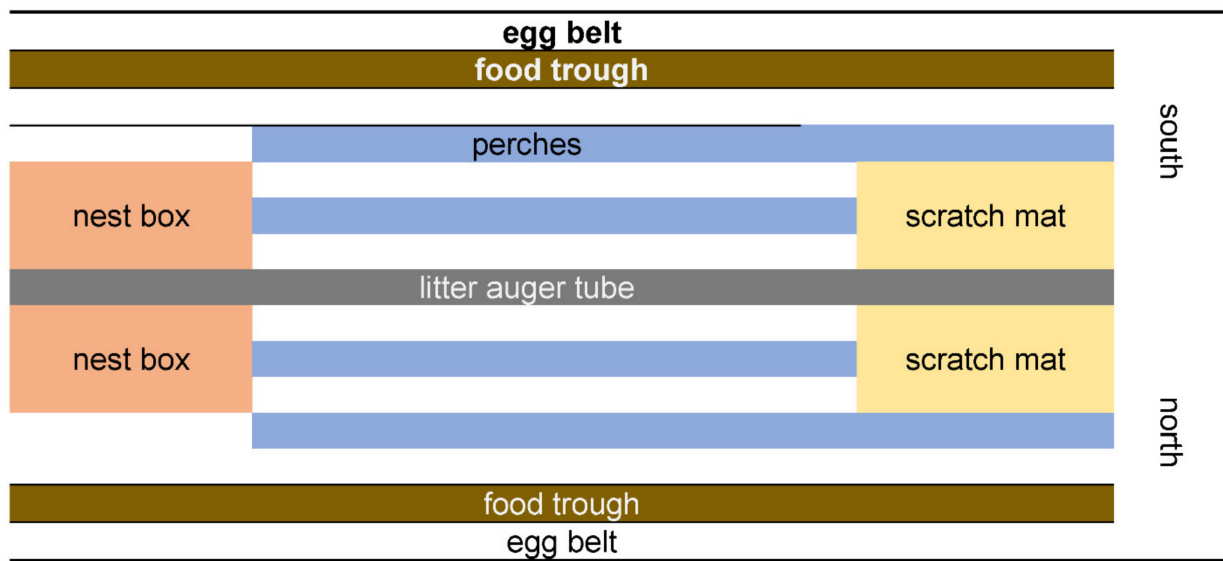 egg belt
food trough
south
perches
nest box
scratch mat
litter auger tube
nest box
scratch mat
north
food trough
egg belt